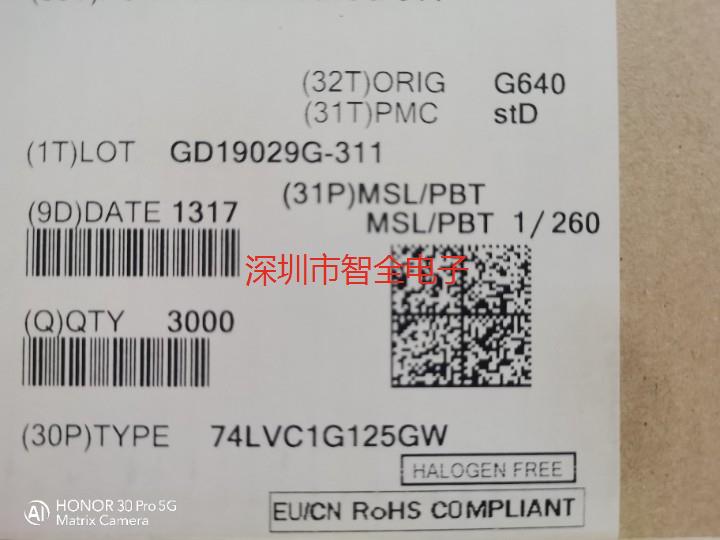 (32T)ORIG G640
(31T)PMC stD
(1T)LOT GD19029G-311
(31P)MSL/PBT
(9D)DATE 1317
MSL/PBT 1/260
深圳市智全电子
(Q)QTY 3000
(30P)TYPE 74LVC1G125GW
HALOGEN FREE
EU/CN RoHS COMPLIANT
AI HONOR 30 Pro 5G
Matrix Camera